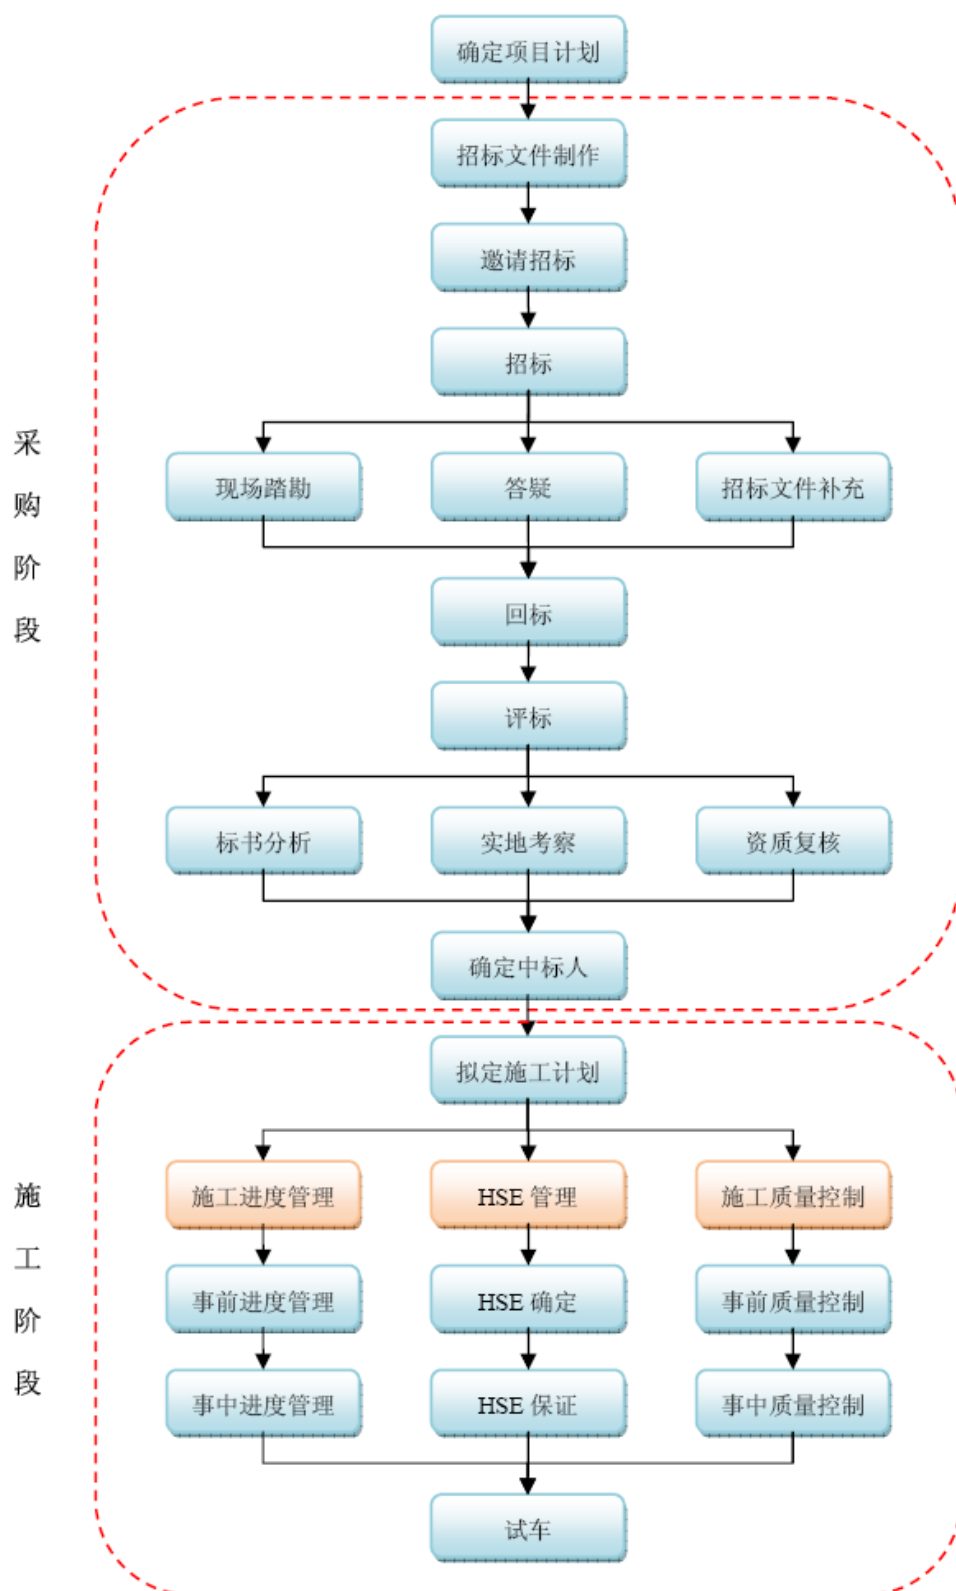 确定项目计划
招标文件制作
邀请招标
招标
现场踏勘
答疑
招标文件补充
回标
评标
标书分析
实地考察
资质复核
确定中标人
采购阶段
拟定施工计划
施工进度管理
HSE 管理
施工质量控制
事前进度管理
HSE 确定
事前质量控制
事中进度管理
HSE 保证
事中质量控制
试车
施工阶段